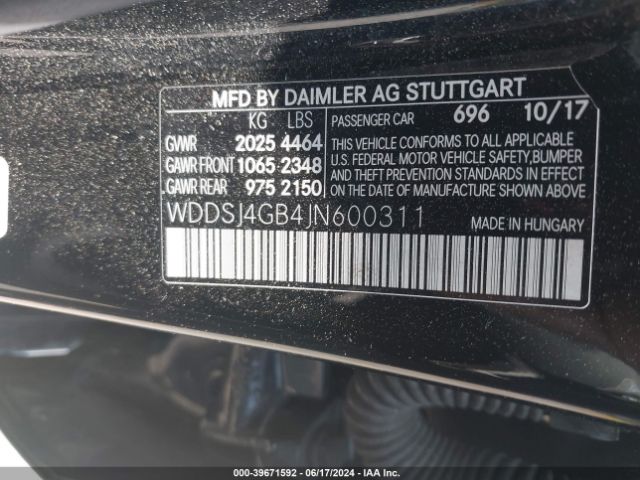 MFD BY DAIMLER AG STUTTGART
KG LBS
GVWR 2025 4464
GAWR FRONT 1065 2348
GAWR REAR 975 2150
PASSENGER CAR 696 10/17
THIS VEHICLE CONFORMS TO ALL APPLICABLE
U.S. FEDERAL MOTOR VEHICLE SAFETY, BUMPER
AND THEFT PREVENTION STANDARDS IN EFFECT
ON THE DATE OF MANUFACTURE SHOWN ABOVE
WDDSJ4GB4JN600311
MADE IN HUNGARY
000-39671592 - 06/17/2024 - IAA Inc.